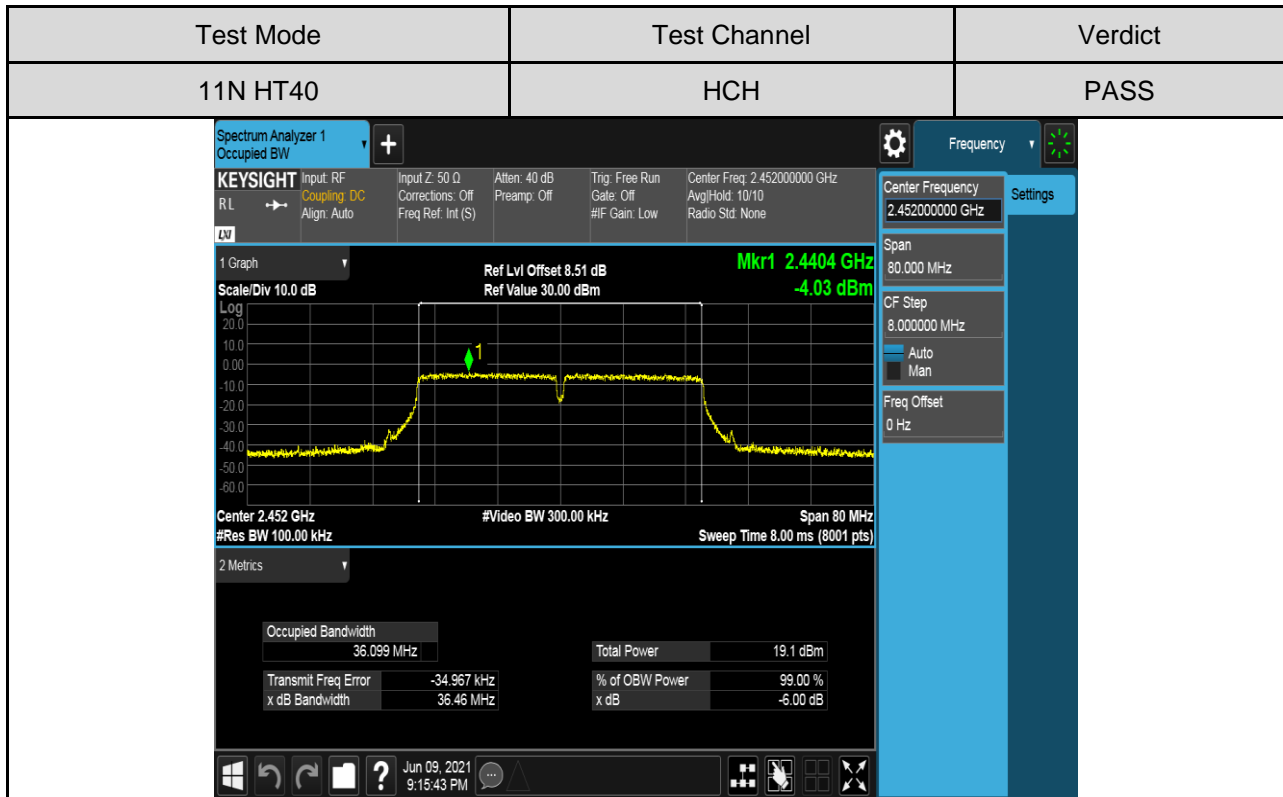 Test Mode Test Channel Verdict
11N HT40 HCH PASS
Spectrum Analyzer 1
Occupied BW
+
Frequency
KEYSIGHT
R L
LXI
Input: RF
Coupling: DC
Align: Auto
Input Z: 50 Ω
Corrections: Off
Freq Ref: Int (S)
Atten: 40 dB
Preamp: Off
Trig: Free Run
Gate: Off
#IF Gain: Low
Center Freq: 2.452000000 GHz
Avg|Hold: 10/10
Radio Std: None
Center Frequency
2.452000000 GHz
Settings
Span
80.000 MHz
CF Step
8.000000 MHz
Auto
Man
Freq Offset
0 Hz
1 Graph
Scale/Div 10.0 dB
Ref Lvl Offset 8.51 dB
Ref Value 30.00 dBm
Mkr1 2.4404 GHz
-4.03 dBm
Log
20.0
10.0
0.00
-10.0
-20.0
-30.0
-40.0
-50.0
-60.0
1
Center 2.452 GHz
#Res BW 100.00 kHz
#Video BW 300.00 kHz
Span 80 MHz
Sweep Time 8.00 ms (8001 pts)
2 Metrics
Occupied Bandwidth
36.099 MHz
Total Power 19.1 dBm
Transmit Freq Error -34.967 kHz
% of OBW Power 99.00 %
x dB Bandwidth 36.46 MHz
x dB -6.00 dB
?
Jun 09, 2021
9:15:43 PM